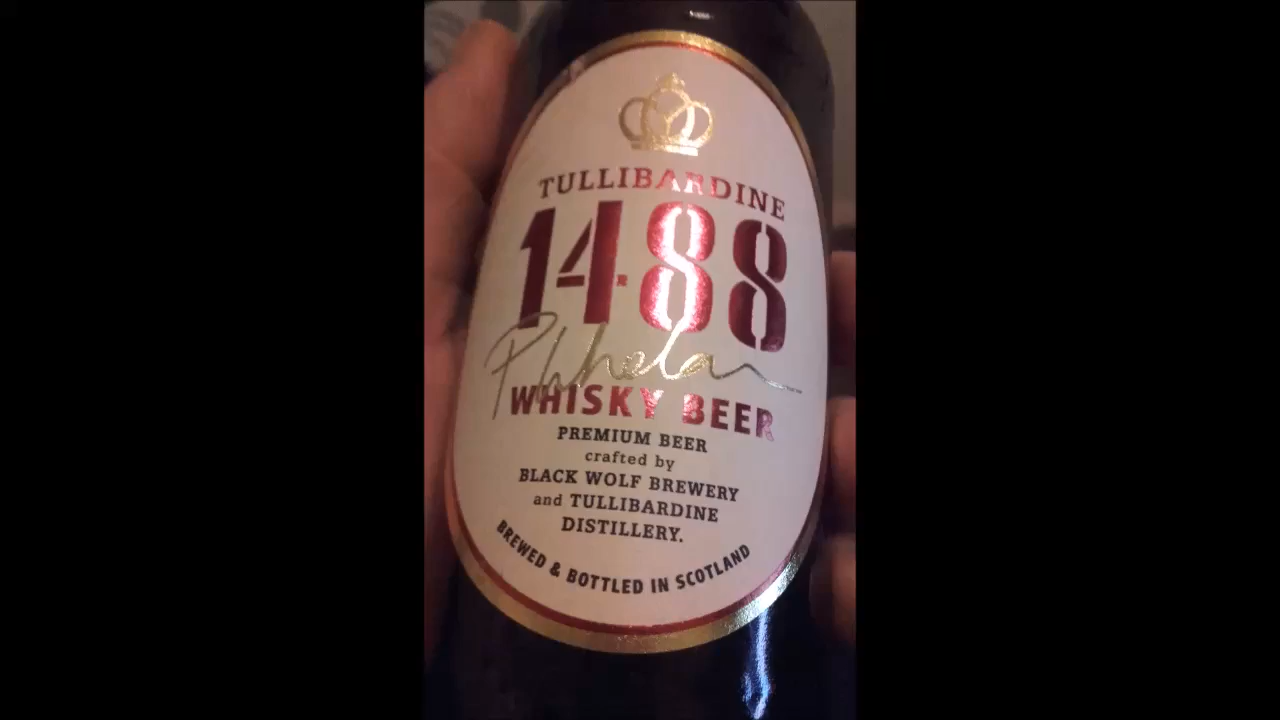 TULLIBARDINE
1488
WHISKY BEER
PREMIUM BEER
crafted by
BLACK WOLF BREWERY
and TULLIBARDINE
DISTILLERY.
BREWED & BOTTLED IN SCOTLAND